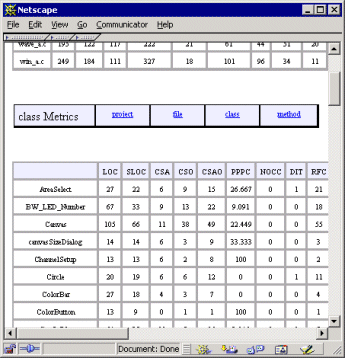 Netscape
File Edit View Go Communicator Help
wave_a.c 195 122 117 222 21 61 44 51 20
win_a.c 249 184 111 327 18 101 96 34 11
class Metrics project file class method
LOC SLOC CSA CSO CSAO PPPC NOCC DIT RFC
AreaSelect 27 22 6 9 15 26.667 0 1 21
BW_LED_Number 67 33 9 13 22 9.091 0 0 18
Canvas 105 66 11 38 49 22.449 0 0 55
canvasSizeDialog 14 14 6 3 9 33.333 0 0 3
ChannelSetup 13 13 6 2 8 100 0 0 2
Circle 20 19 6 6 12 0 1 11
ColorBar 27 18 4 3 7 0 0 0 4
ColorButton 13 9 0 1 1 100 0 0 1
Document: Done